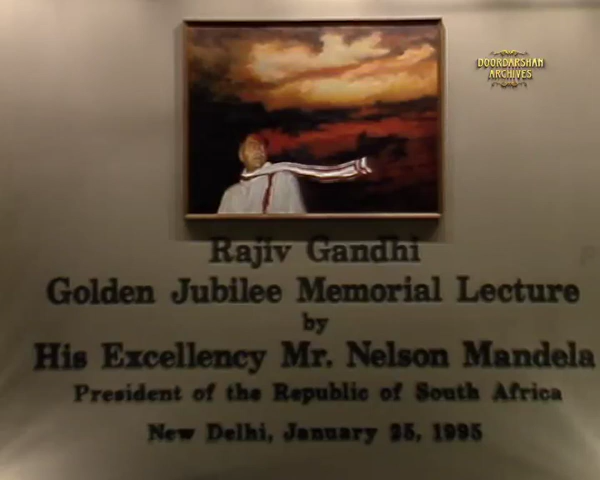 DOORDARSHAN
ARCHIVES
Rajiv Gandhi
Golden Jubilee Memorial Lecture
by
His Excellency Mr. Nelson Mandela
President of the Republic of South Africa
New Delhi, January 25, 1995